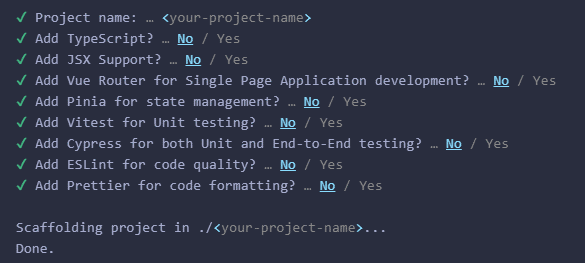 ✔ Project name: … <your-project-name>
✔ Add TypeScript? … No / Yes
✔ Add JSX Support? … No / Yes
✔ Add Vue Router for Single Page Application development? … No / Yes
✔ Add Pinia for state management? … No / Yes
✔ Add Vitest for Unit testing? … No / Yes
✔ Add Cypress for both Unit and End-to-End testing? … No / Yes
✔ Add ESLint for code quality? … No / Yes
✔ Add Prettier for code formatting? … No / Yes

Scaffolding project in ./<your-project-name>...
Done.